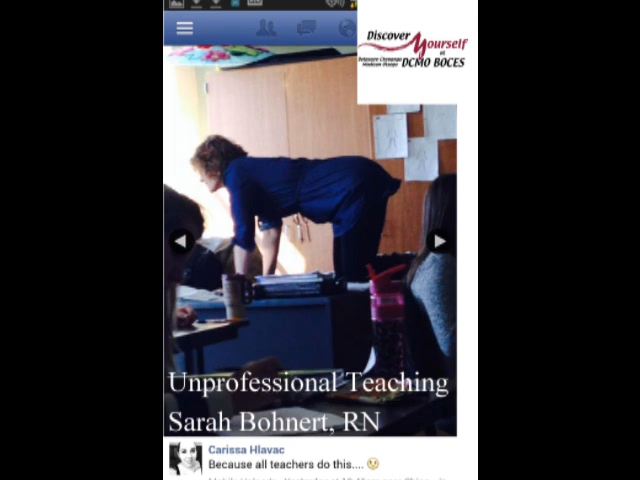 Discover Yourself
at
Delaware Chenango
Madison Otsego
DCMO BOCES
Unprofessional Teaching
Sarah Bohnert, RN
Carissa Hlavac
Because all teachers do this....